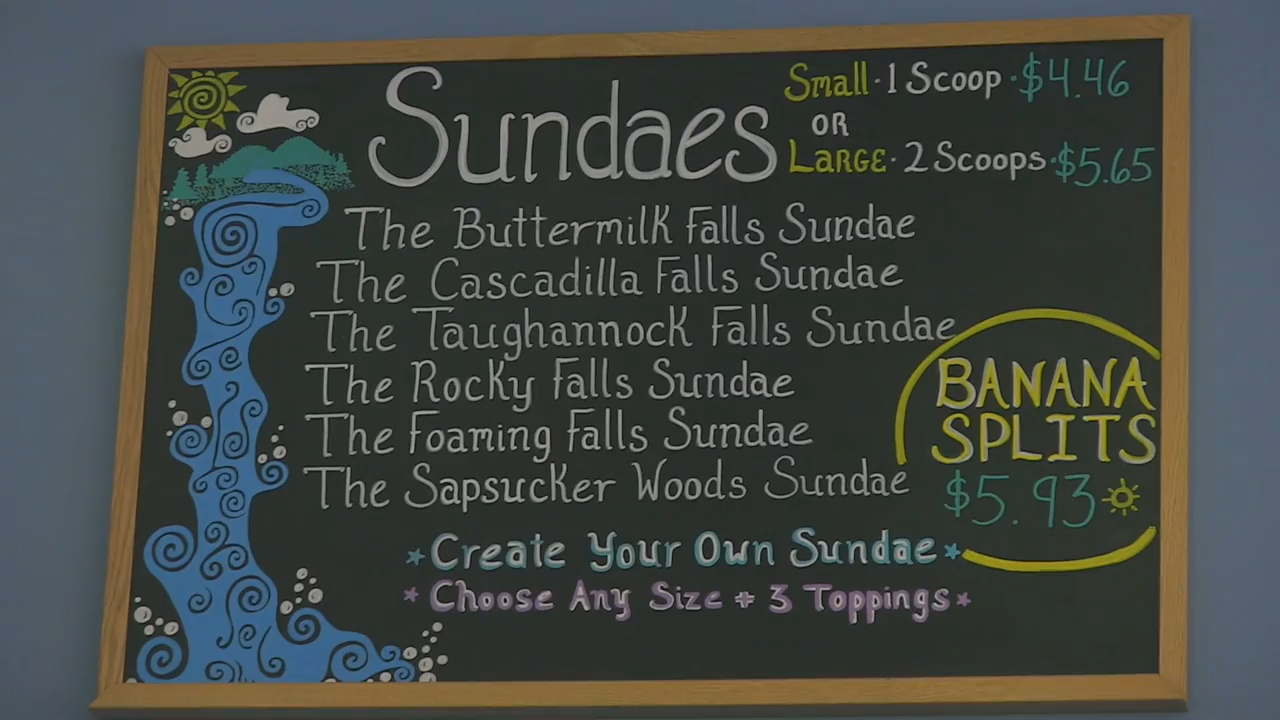 Sundaes
Small · 1 Scoop · $4.46
OR
LARGE · 2 Scoops · $5.65
The Buttermilk Falls Sundae
The Cascadilla Falls Sundae
The Taughannock Falls Sundae
The Rocky Falls Sundae
The Foaming Falls Sundae
The Sapsucker Woods Sundae
BANANA
SPLITS
$5.93
*Create Your Own Sundae*
*Choose Any Size + 3 Toppings*